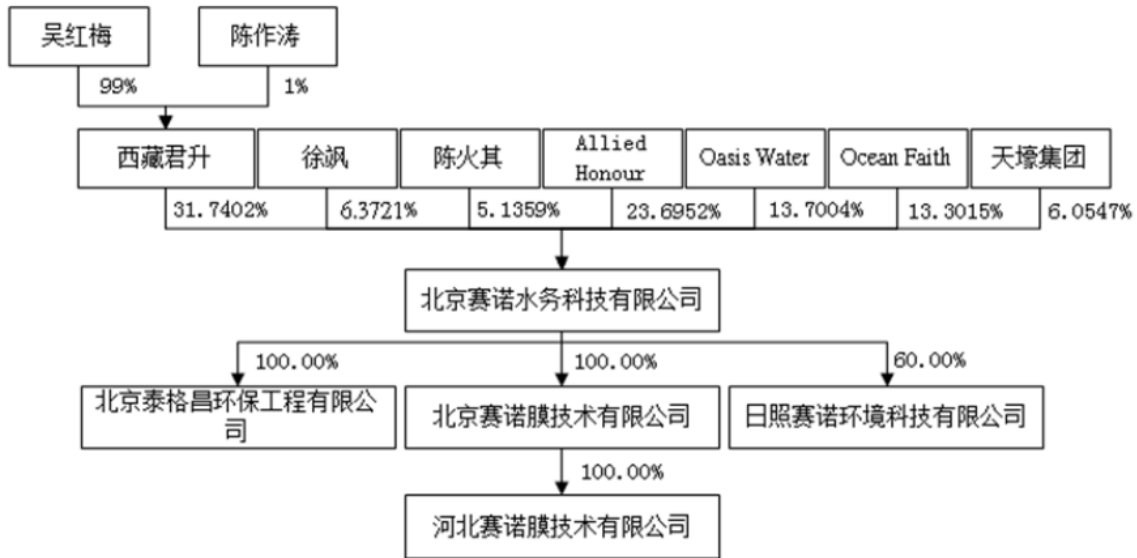 吴红梅
陈作涛
99%
1%
西藏君升
徐飒
陈火其
Allied
Honour
Oasis Water
Ocean Faith
天壕集团
31.7402%
6.3721%
5.1359%
23.6952%
13.7004%
13.3015%
6.0547%
北京赛诺水务科技有限公司
100.00%
100.00%
60.00%
北京泰格昌环保工程有限公
司
北京赛诺膜技术有限公司
日照赛诺环境科技有限公司
100.00%
河北赛诺膜技术有限公司